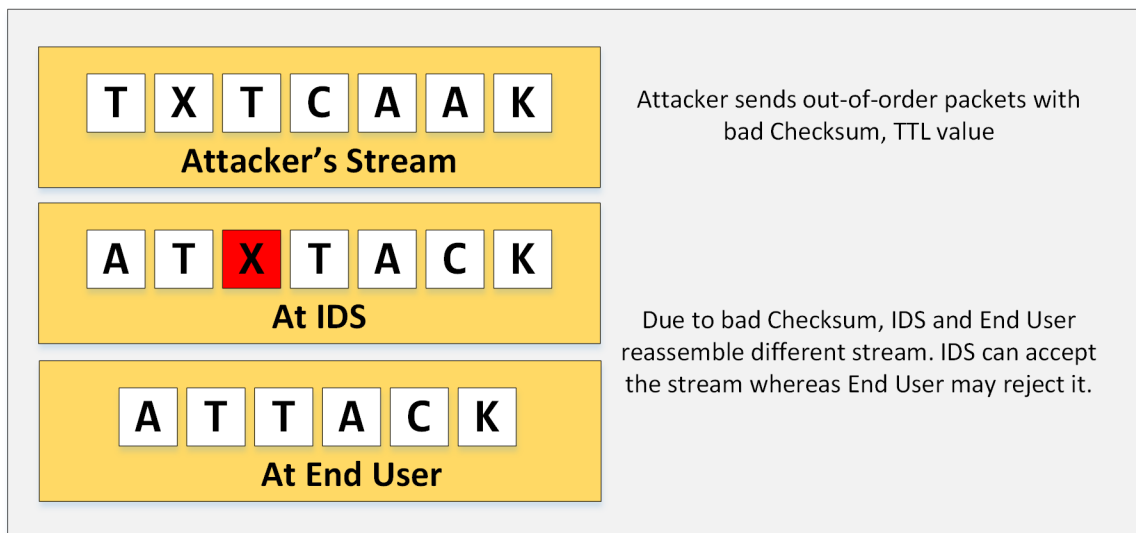 T X T C A A K
Attacker’s Stream
Attacker sends out-of-order packets with
bad Checksum, TTL value
A T X T A C K
At IDS
Due to bad Checksum, IDS and End User
reassemble different stream. IDS can accept
the stream whereas End User may reject it.
A T T A C K
At End User